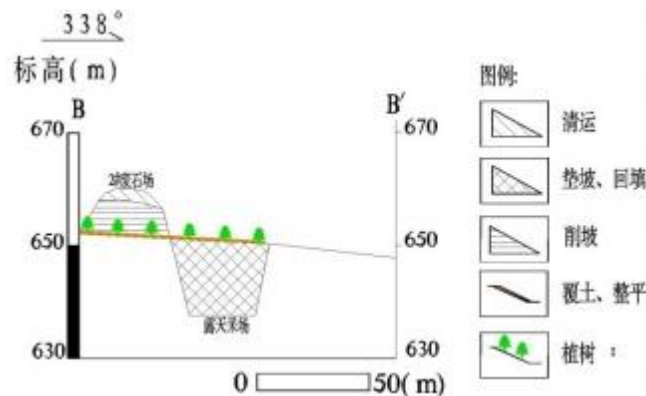 338°
标高(m)
B
B′
670
670
2#废石场
650
650
露天采场
630
630
0
50(m)
图例:
清运
垫坡、回填
削坡
覆土、整平
植树 :